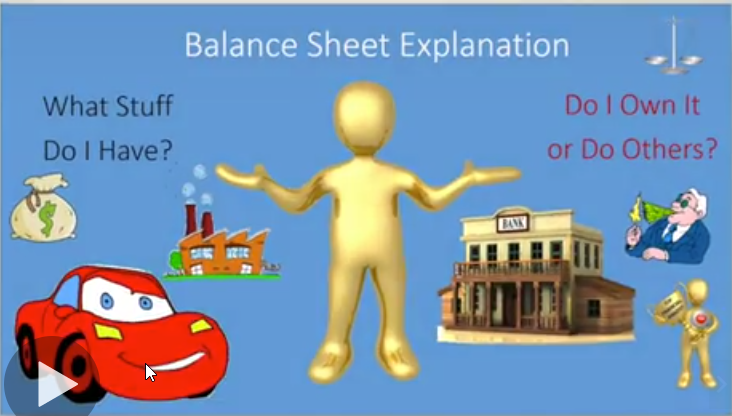 Balance Sheet Explanation
What Stuff
Do I Have?
Do I Own It
or Do Others?
$
BANK